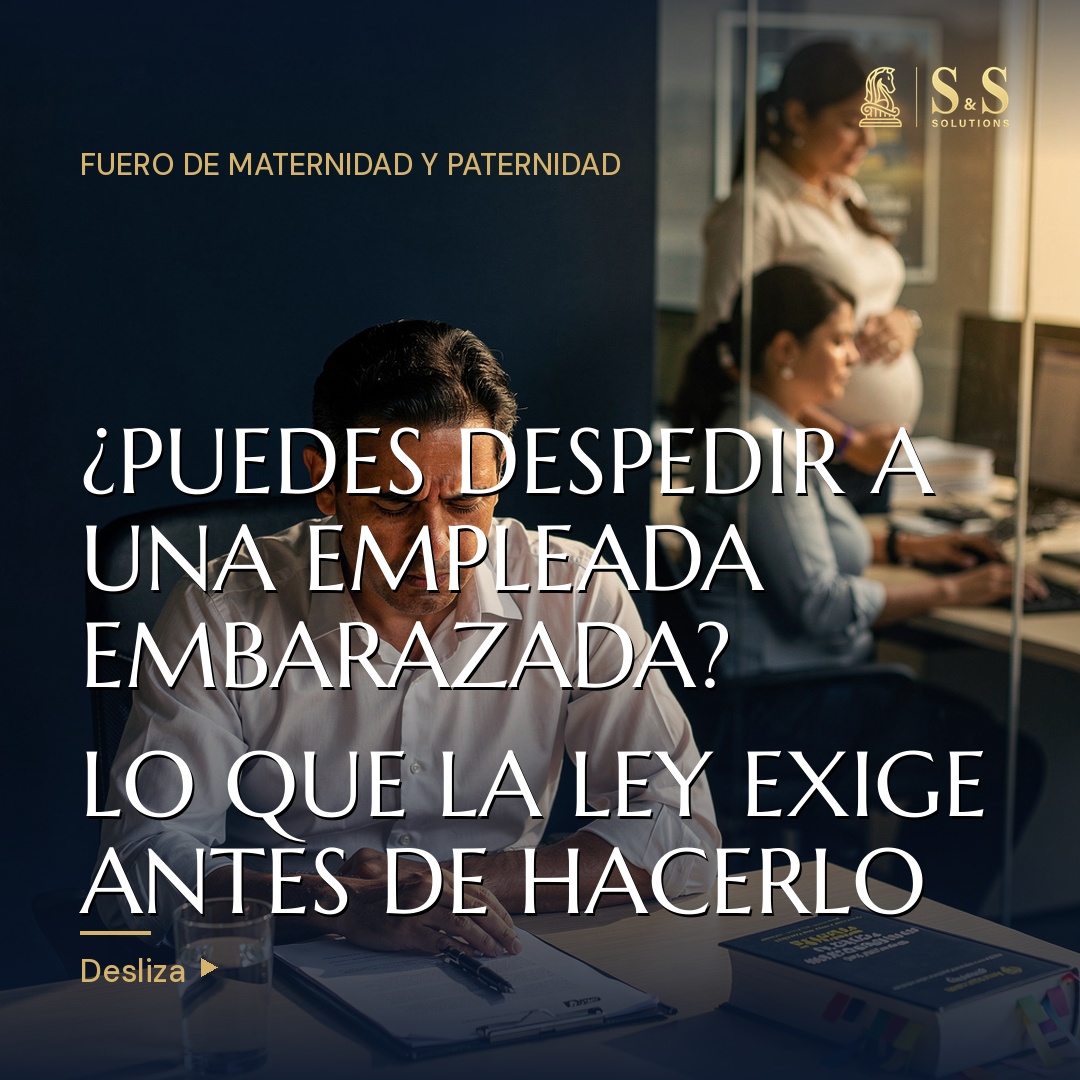 S&S
SOLUTIONS
FUERO DE MATERNIDAD Y PATERNIDAD
¿PUEDES DESPEDIR A
UNA EMPLEADA
EMBARAZADA?
LO QUE LA LEY EXIGE
ANTES DE HACERLO
Desliza